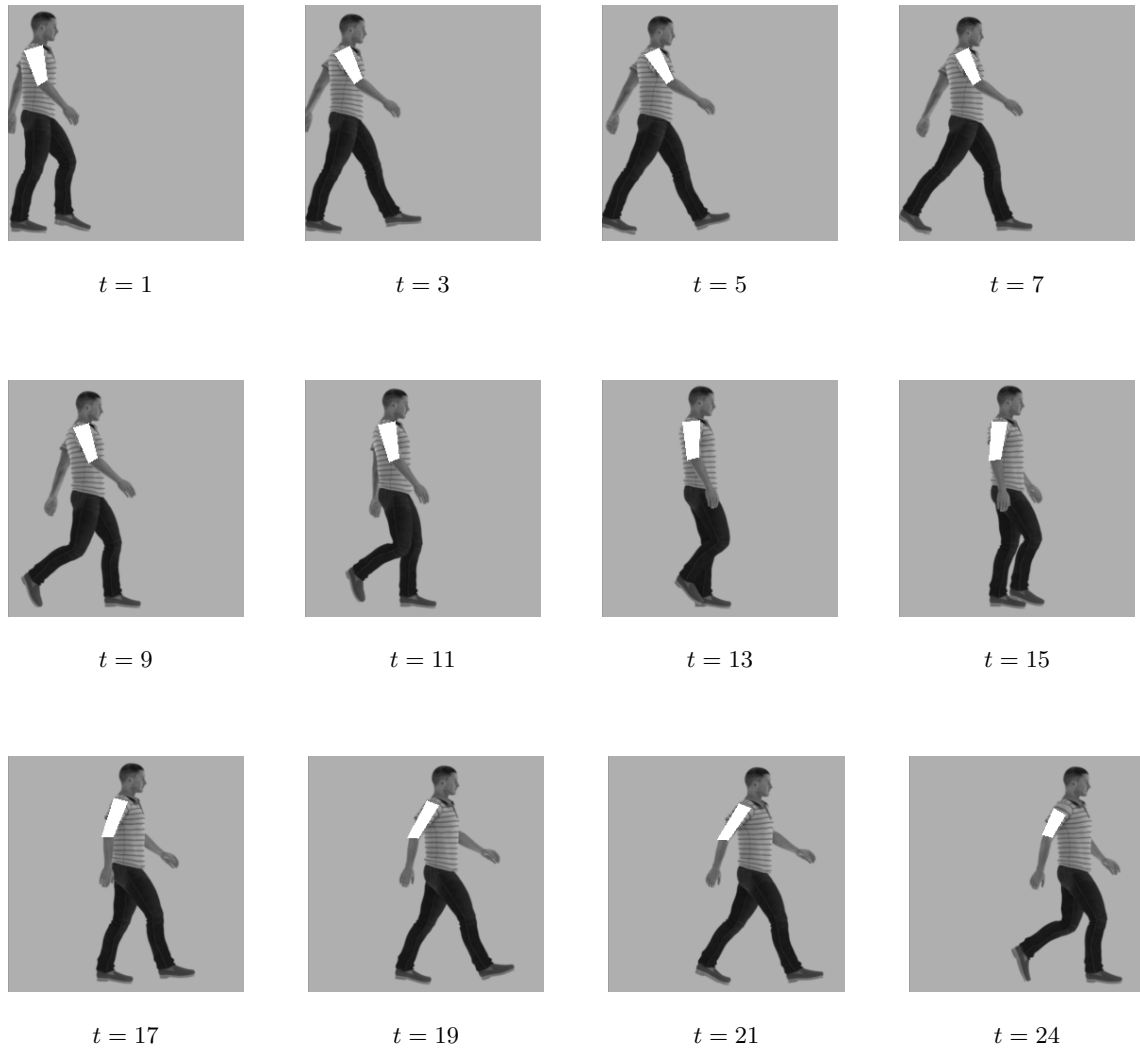 t = 1
t = 3
t = 5
t = 7
t = 9
t = 11
t = 13
t = 15
t = 17
t = 19
t = 21
t = 24